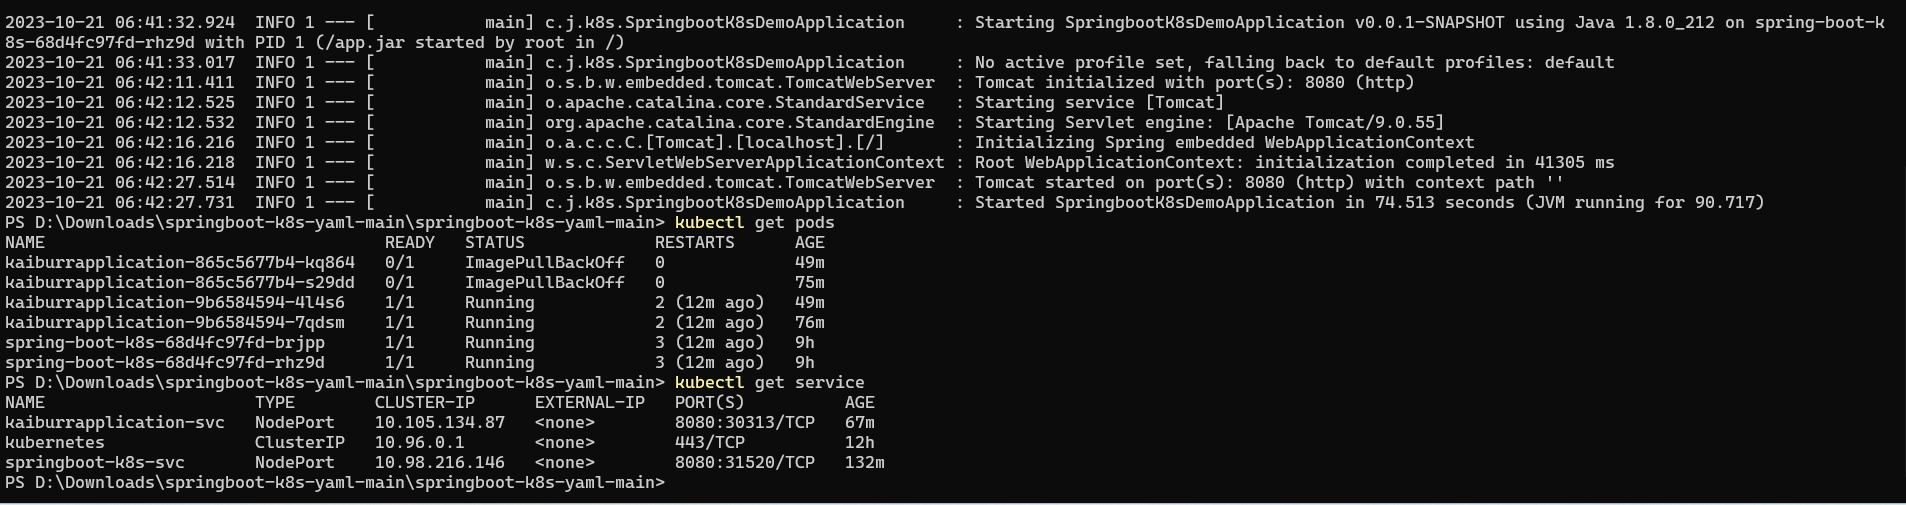 2023-10-21 06:41:32.924  INFO 1 --- [           main] c.j.k8s.SpringbootK8sDemoApplication     : Starting SpringbootK8sDemoApplication v0.0.1-SNAPSHOT using Java 1.8.0_212 on spring-boot-k
8s-68d4fc97fd-rhz9d with PID 1 (/app.jar started by root in /)
2023-10-21 06:41:33.017  INFO 1 --- [           main] c.j.k8s.SpringbootK8sDemoApplication     : No active profile set, falling back to default profiles: default
2023-10-21 06:42:11.411  INFO 1 --- [           main] o.s.b.w.embedded.tomcat.TomcatWebServer  : Tomcat initialized with port(s): 8080 (http)
2023-10-21 06:42:12.525  INFO 1 --- [           main] o.apache.catalina.core.StandardService   : Starting service [Tomcat]
2023-10-21 06:42:12.532  INFO 1 --- [           main] org.apache.catalina.core.StandardEngine  : Starting Servlet engine: [Apache Tomcat/9.0.55]
2023-10-21 06:42:16.216  INFO 1 --- [           main] o.a.c.c.C.[Tomcat].[localhost].[/]       : Initializing Spring embedded WebApplicationContext
2023-10-21 06:42:16.218  INFO 1 --- [           main] w.s.c.ServletWebServerApplicationContext : Root WebApplicationContext: initialization completed in 41305 ms
2023-10-21 06:42:27.514  INFO 1 --- [           main] o.s.b.w.embedded.tomcat.TomcatWebServer  : Tomcat started on port(s): 8080 (http) with context path ''
2023-10-21 06:42:27.731  INFO 1 --- [           main] c.j.k8s.SpringbootK8sDemoApplication     : Started SpringbootK8sDemoApplication in 74.513 seconds (JVM running for 90.717)
PS D:\Downloads\springboot-k8s-yaml-main\springboot-k8s-yaml-main> kubectl get pods
NAME                                  READY   STATUS             RESTARTS      AGE
kaiburrapplication-865c5677b4-kq864   0/1     ImagePullBackOff   0             49m
kaiburrapplication-865c5677b4-s29dd   0/1     ImagePullBackOff   0             75m
kaiburrapplication-9b6584594-4l4s6    1/1     Running            2 (12m ago)   49m
kaiburrapplication-9b6584594-7qdsm    1/1     Running            2 (12m ago)   76m
spring-boot-k8s-68d4fc97fd-brjpp      1/1     Running            3 (12m ago)   9h
spring-boot-k8s-68d4fc97fd-rhz9d      1/1     Running            3 (12m ago)   9h
PS D:\Downloads\springboot-k8s-yaml-main\springboot-k8s-yaml-main> kubectl get service
NAME                     TYPE        CLUSTER-IP      EXTERNAL-IP   PORT(S)          AGE
kaiburrapplication-svc   NodePort    10.105.134.87   <none>        8080:30313/TCP   67m
kubernetes               ClusterIP   10.96.0.1       <none>        443/TCP          12h
springboot-k8s-svc       NodePort    10.98.216.146   <none>        8080:31520/TCP   132m
PS D:\Downloads\springboot-k8s-yaml-main\springboot-k8s-yaml-main>